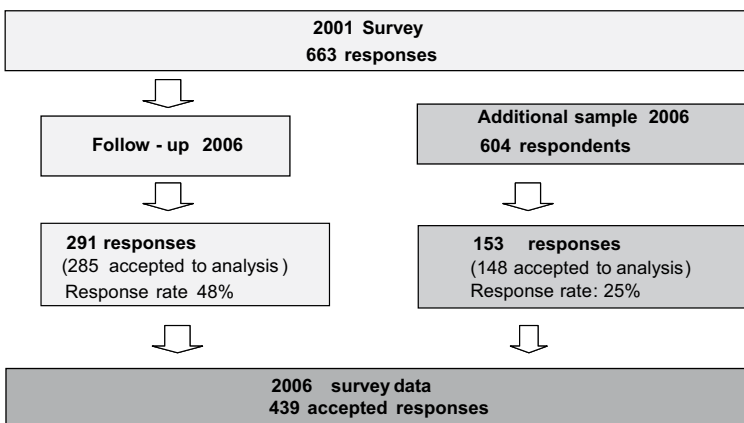 2001 Survey
663 responses
Follow - up 2006
Additional sample 2006
604 respondents
291 responses
(285 accepted to analysis)
Response rate 48%
153 responses
(148 accepted to analysis)
Response rate: 25%
2006 survey data
439 accepted responses